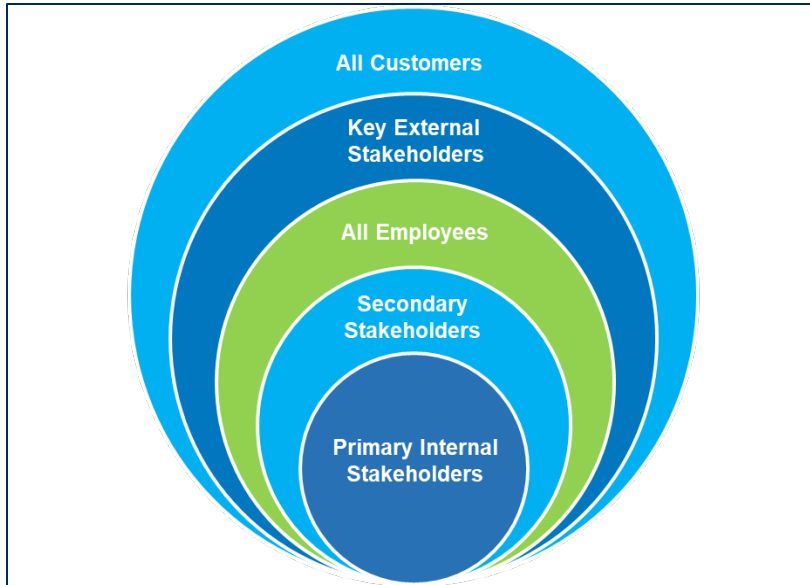 All Customers
Key External
Stakeholders
All Employees
Secondary
Stakeholders
Primary Internal
Stakeholders